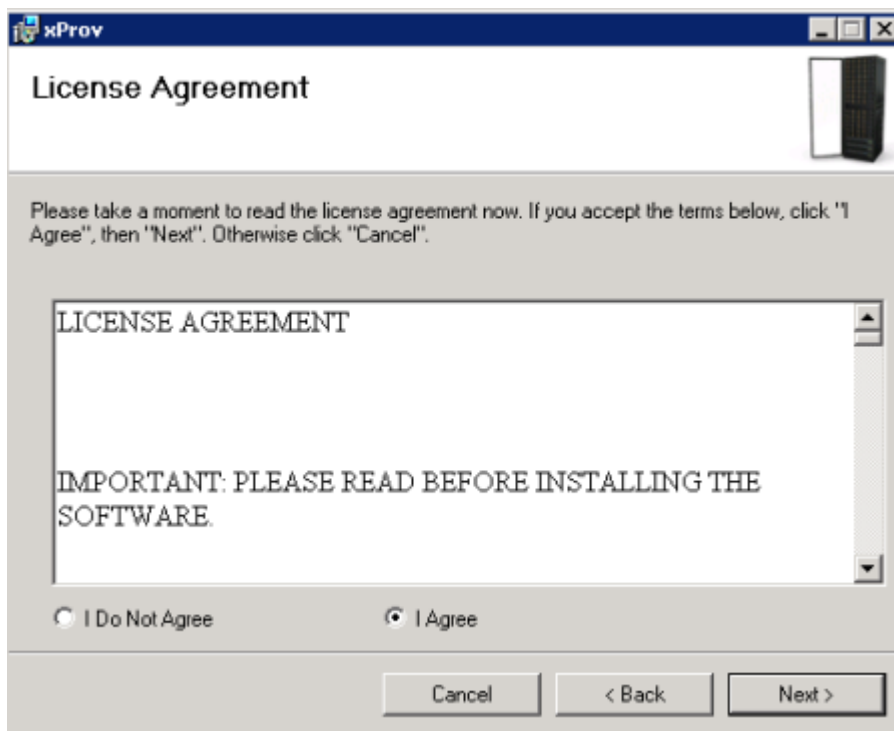 xProv
License Agreement
Please take a moment to read the license agreement now. If you accept the terms below, click "I
Agree", then "Next". Otherwise click "Cancel".
LICENSE AGREEMENT
IMPORTANT: PLEASE READ BEFORE INSTALLING THE
SOFTWARE.
I Do Not Agree
I Agree
Cancel
< Back
Next >